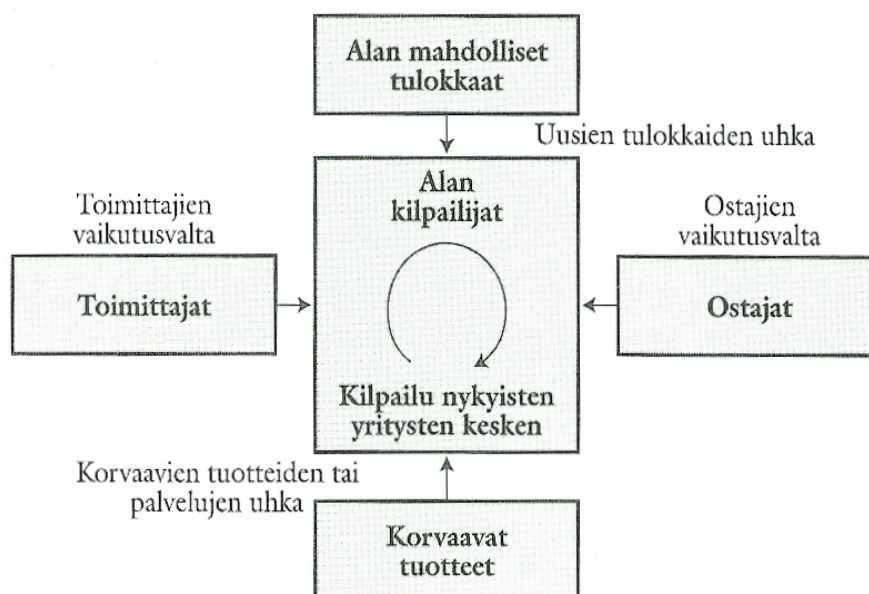 Alan mahdolliset
tulokkaat
Uusien tulokkaiden uhka
Alan
kilpailijat
Toimittajien
vaikutusvalta
Toimittajat
Ostajien
vaikutusvalta
Ostajat
Kilpailu nykyisten
yritysten kesken
Korvaavien tuotteiden tai
palvelujen uhka
Korvaavat
tuotteet